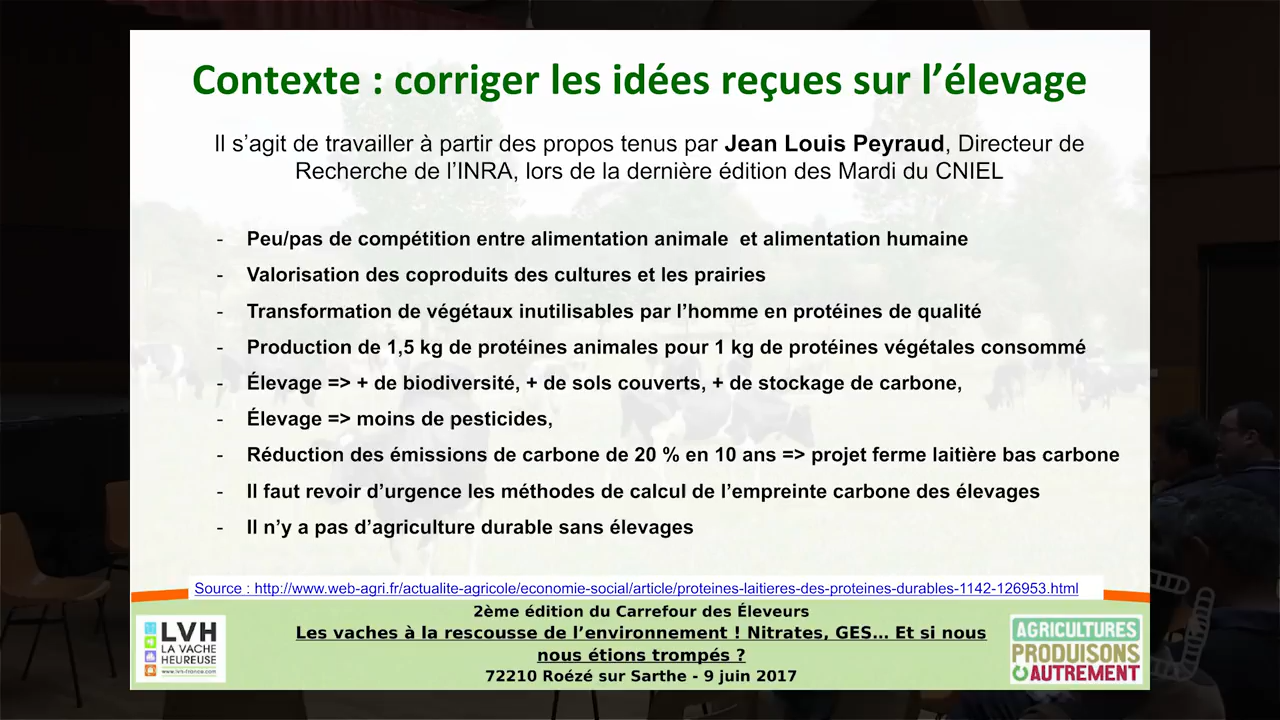 Contexte : corriger les idées reçues sur l’élevage
Il s’agit de travailler à partir des propos tenus par Jean Louis Peyraud, Directeur de
Recherche de l’INRA, lors de la dernière édition des Mardi du CNIEL
- Peu/pas de compétition entre alimentation animale et alimentation humaine
- Valorisation des coproduits des cultures et les prairies
- Transformation de végétaux inutilisables par l’homme en protéines de qualité
- Production de 1,5 kg de protéines animales pour 1 kg de protéines végétales consommé
- Élevage => + de biodiversité, + de sols couverts, + de stockage de carbone,
- Élevage => moins de pesticides,
- Réduction des émissions de carbone de 20 % en 10 ans => projet ferme laitière bas carbone
- Il faut revoir d’urgence les méthodes de calcul de l’empreinte carbone des élevages
- Il n’y a pas d’agriculture durable sans élevages
Source : http://www.web-agri.fr/actualite-agricole/economie-social/article/proteines-laitieres-des-proteines-durables-1142-126953.html
2ème édition du Carrefour des Éleveurs
Les vaches à la rescousse de l’environnement ! Nitrates, GES… Et si nous
nous étions trompés ?
72210 Roézé sur Sarthe - 9 juin 2017
LVH
LA VACHE
HEUREUSE
www.lvh-france.com
AGRICULTURES
PRODUISONS
AUTREMENT